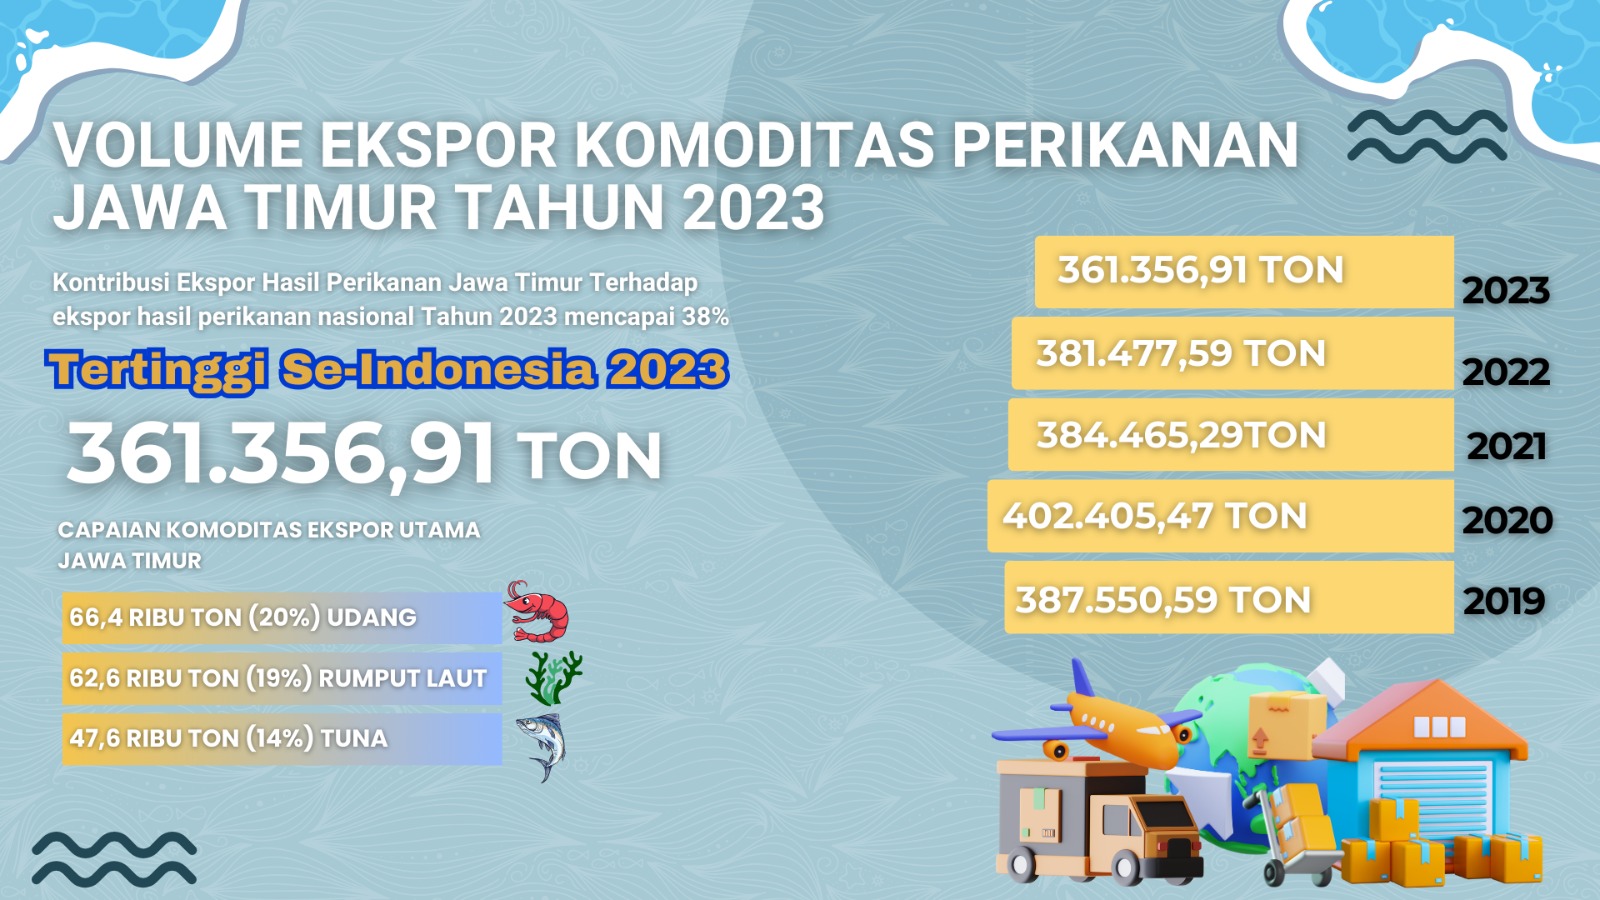 VOLUME EKSPOR KOMODITAS PERIKANAN
JAWA TIMUR TAHUN 2023
Kontribusi Ekspor Hasil Perikanan Jawa Timur Terhadap
ekspor hasil perikanan nasional Tahun 2023 mencapai 38%
Tertinggi Se-Indonesia 2023
361.356,91 TON
CAPAIAN KOMODITAS EKSPOR UTAMA
JAWA TIMUR
66,4 RIBU TON (20%) UDANG
62,6 RIBU TON (19%) RUMPUT LAUT
47,6 RIBU TON (14%) TUNA
361.356,91 TON 2023
381.477,59 TON 2022
384.465,29TON 2021
402.405,47 TON 2020
387.550,59 TON 2019